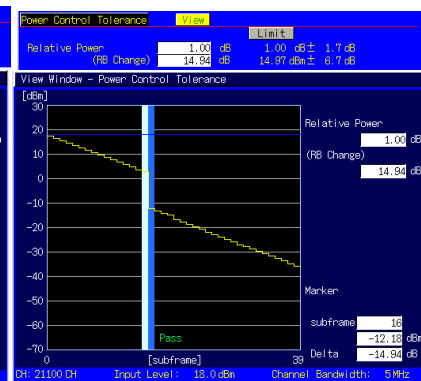 Power Control Tolerance View
Limit
Relative Power 1.00 dB 1.00 dB± 1.7 dB
(RB Change) 14.94 dB 14.97 dBm± 6.7 dB
View Window - Power Control Tolerance
[dBm]
30
20
10
0
-10
-20
-30
-40
-50
-60
-70
Relative Power
1.00 dB
(RB Change)
14.94 dB
Marker
subframe 16
-12.18 dBm
Delta -14.94 dB
Pass
0 [subframe] 39
CH: 21100 CH Input Level: 18.0 dBm Channel Bandwidth: 5 MHz